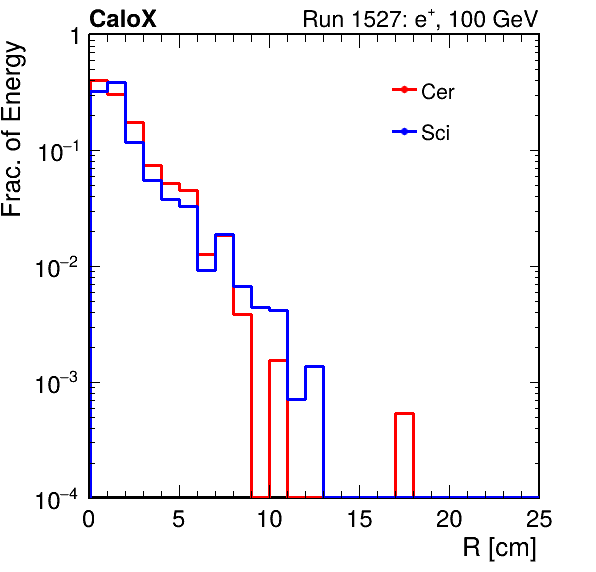 CaloX Run 1527: e⁺, 100 GeV
Frac. of Energy
1
10⁻¹
10⁻²
10⁻³
10⁻⁴
Cer
Sci
0 5 10 15 20 25
R [cm]